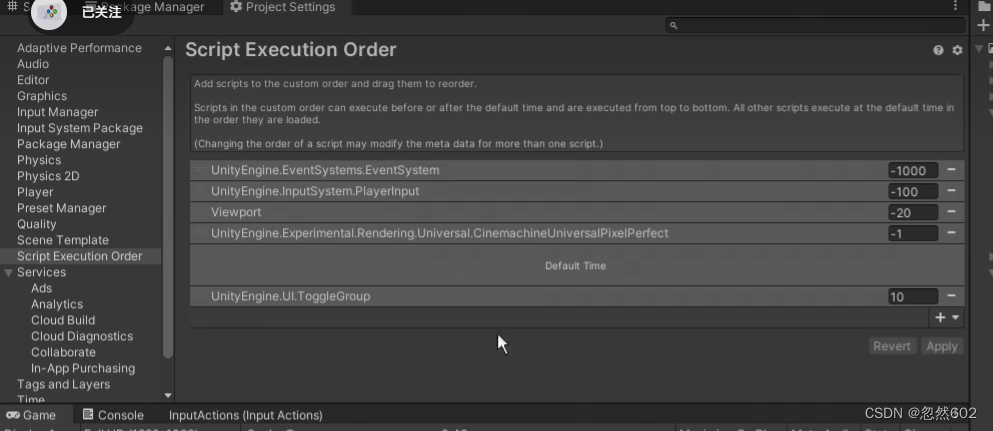 Package Manager
Project Settings
已关注
Adaptive Performance
Audio
Editor
Graphics
Input Manager
Input System Package
Package Manager
Physics
Physics 2D
Player
Preset Manager
Quality
Scene Template
Script Execution Order
Services
Ads
Analytics
Cloud Build
Cloud Diagnostics
Collaborate
In-App Purchasing
Tags and Layers
Time
Script Execution Order
Add scripts to the custom order and drag them to reorder.
Scripts in the custom order can execute before or after the default time and are executed from top to bottom. All other scripts execute at the default time in
the order they are loaded.
(Changing the order of a script may modify the meta data for more than one script.)
UnityEngine.EventSystems.EventSystem -1000
UnityEngine.InputSystem.PlayerInput -100
Viewport -20
UnityEngine.Experimental.Rendering.Universal.CinemachineUniversalPixelPerfect -1
Default Time
UnityEngine.UI.ToggleGroup 10
Revert Apply
Game Console InputActions (Input Actions)
CSDN @忽然602